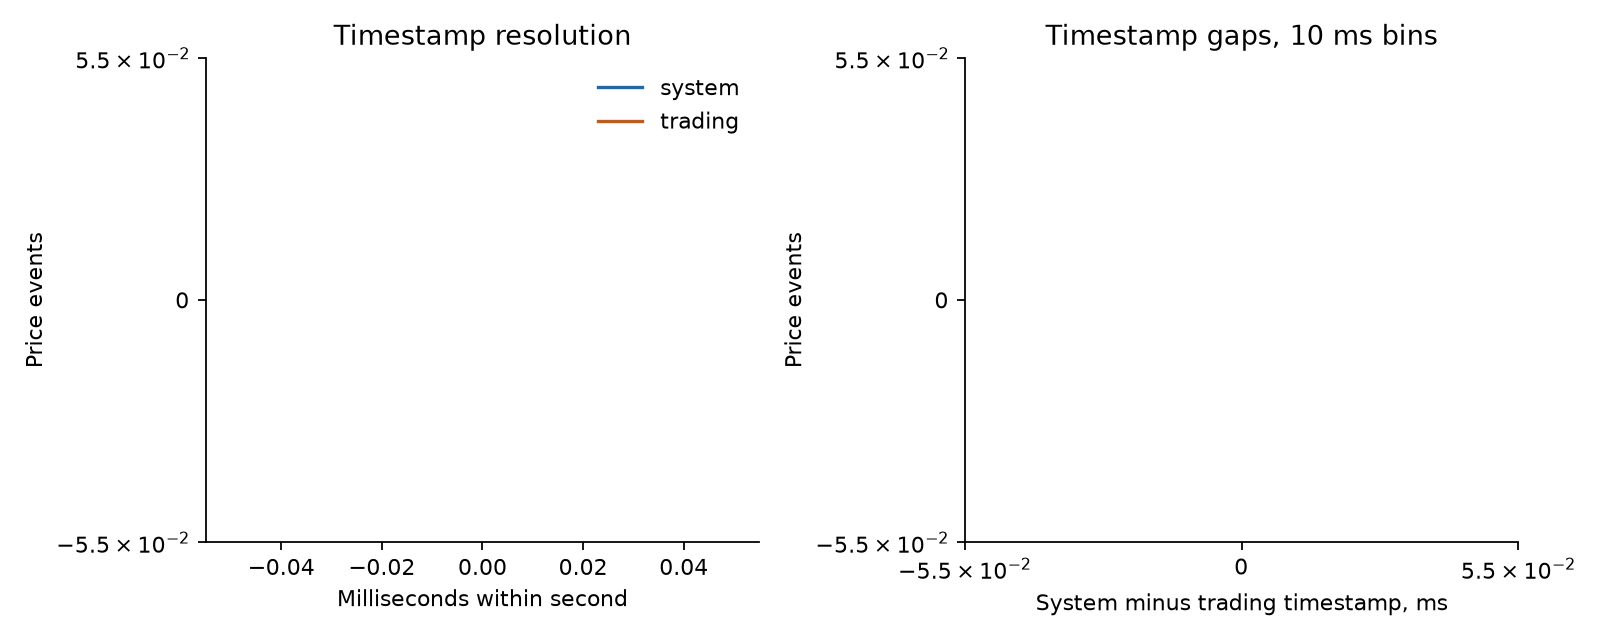 Timestamp resolution
5.5 × 10⁻²
0
−5.5 × 10⁻²
Price events
system
trading
−0.04 −0.02 0.00 0.02 0.04
Milliseconds within second
Timestamp gaps, 10 ms bins
5.5 × 10⁻²
0
−5.5 × 10⁻²
Price events
−5.5 × 10⁻² 0 5.5 × 10⁻²
System minus trading timestamp, ms